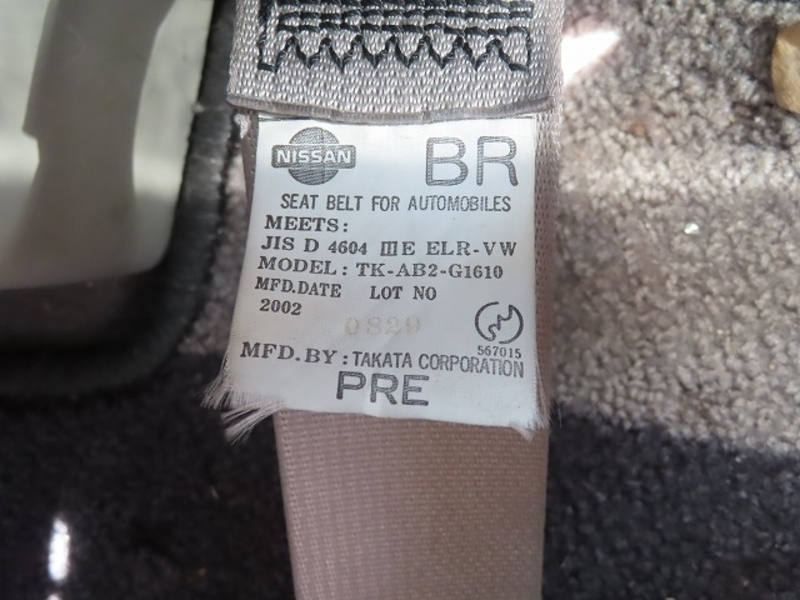 NISSAN
BR
SEAT BELT FOR AUTOMOBILES
MEETS:
JIS D 4604 ⅢE ELR-VW
MODEL: TK-AB2-G1610
MFD.DATE LOT NO
2002
0829
567015
MFD.BY: TAKATA CORPORATION
PRE